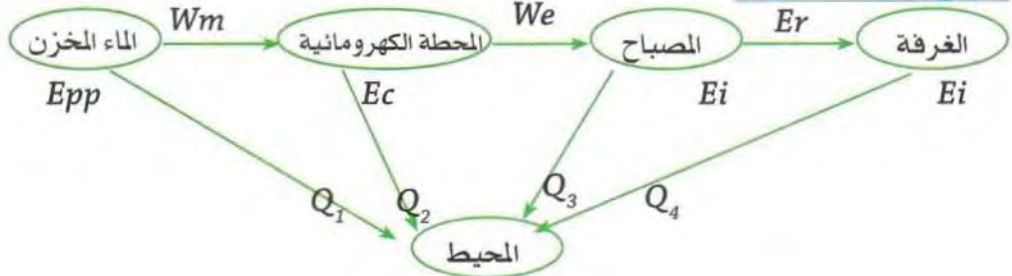 Wm We Er
الماء المخزن المحطة الكهرومائية المصباح الغرفة
Epp Ec Ei Ei
Q₁ Q₂ Q₃ Q₄
المحيط